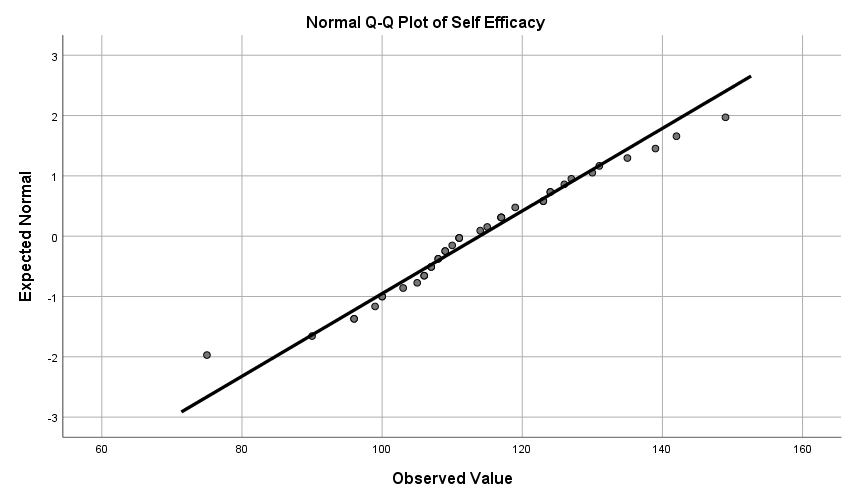 Normal Q-Q Plot of Self Efficacy
3
2
1
0
-1
-2
-3
Expected Normal
60 80 100 120 140 160
Observed Value